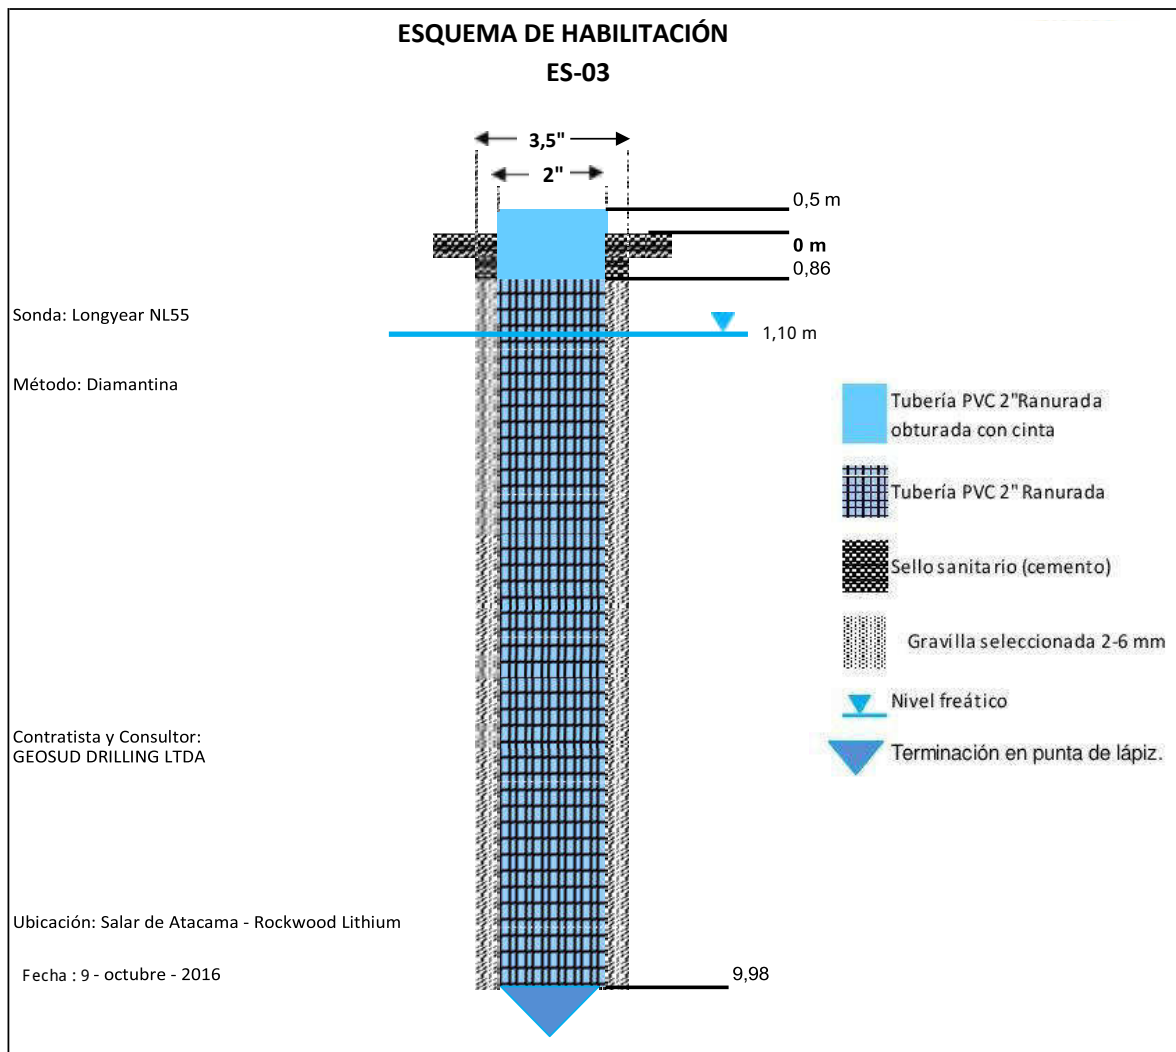 ESQUEMA DE HABILITACIÓN
ES-03
3,5"
2"
0,5 m
0 m
0,86
Sonda: Longyear NL55
1,10 m
Método: Diamantina
Tubería PVC 2"Ranurada
obturada con cinta
Tubería PVC 2" Ranurada
Sello sanitario (cemento)
Gravilla seleccionada 2-6 mm
Nivel freático
Contratista y Consultor:
GEOSUD DRILLING LTDA
Terminación en punta de lápiz.
Ubicación: Salar de Atacama - Rockwood Lithium
Fecha : 9 - octubre - 2016
9,98